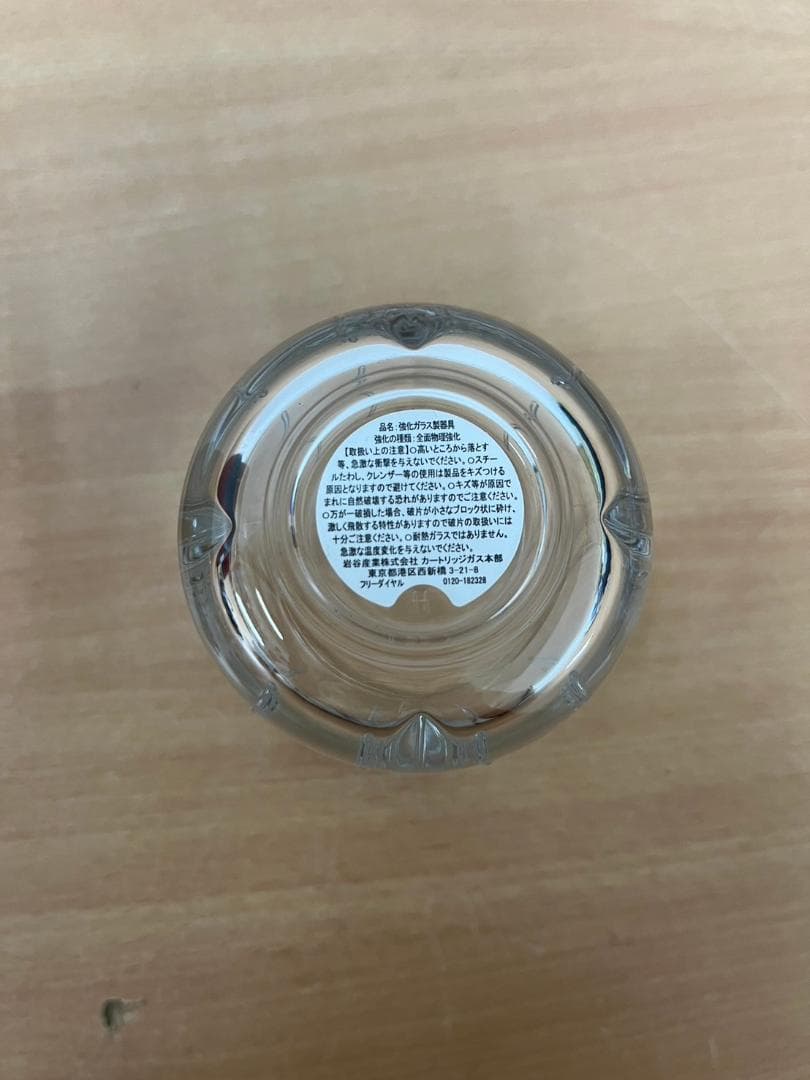 品名:強化ガラス製器具
強化の種類:全面物理強化
【取扱い上の注意】○高いところから落とす
等、急激な衝撃を与えないでください。○スチー
ルたわし、クレンザー等の使用は製品をキズつける
原因となりますので避けてください。○キズ等が原因で
まれに自然破壊する恐れがありますのでご注意ください。
○万が一破損した場合、破片が小さなブロック状に砕け、
激しく飛散する特性がありますので破片の取扱いには
十分ご注意ください。○耐熱ガラスではありません。
急激な温度変化を与えないでください。
岩谷産業株式会社 カートリッジガス本部
東京都港区西新橋 3-21-8
フリーダイヤル 0120-182328